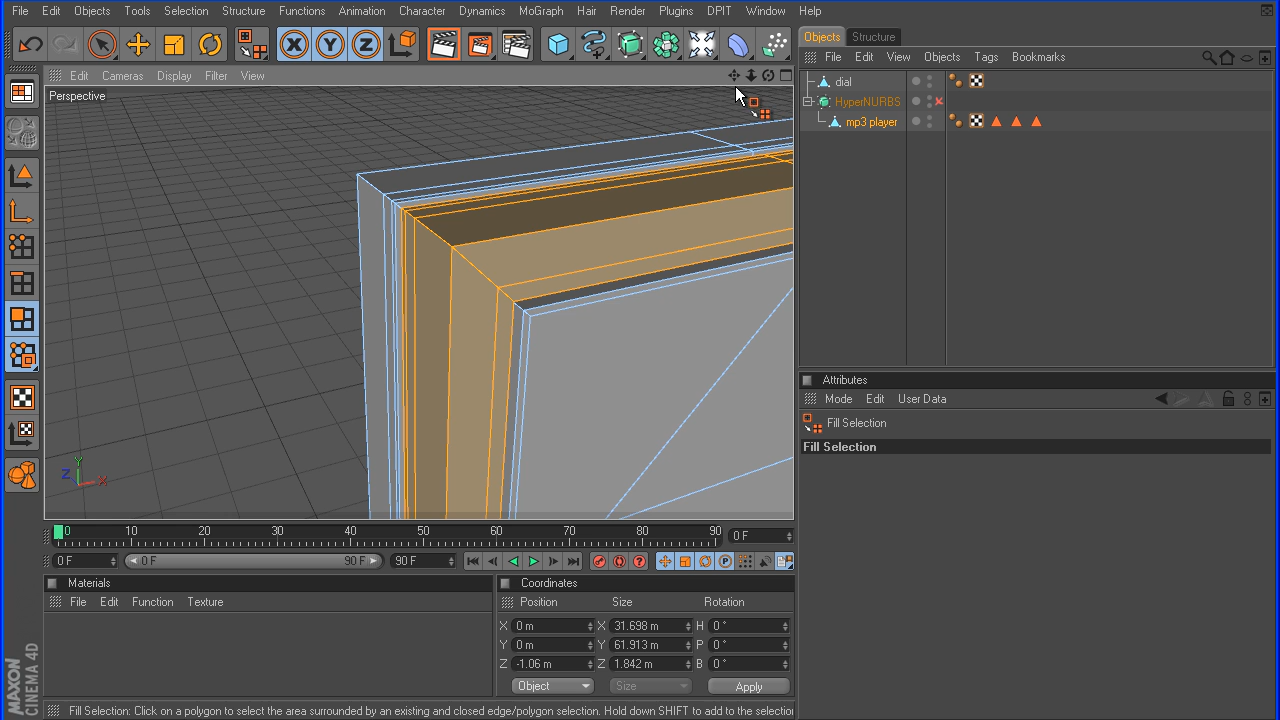 File Edit Objects Tools Selection Structure Functions Animation Character Dynamics MoGraph Hair Render Plugins DPIT Window Help
X Y Z
Objects Structure
File Edit View Objects Tags Bookmarks
Edit Cameras Display Filter View
Perspective
dial
HyperNURBS
mp3 player
Attributes
Mode Edit User Data
Fill Selection
Fill Selection
Y
Z X
0 10 20 30 40 50 60 70 80 90 0 F
0 F 0 F 90 F 90 F
Materials
File Edit Function Texture
Coordinates
Position Size Rotation
X 0 m X 31.698 m H 0 °
Y 0 m Y 61.913 m P 0 °
Z -1.06 m Z 1.842 m B 0 °
Object Size Apply
MAXON
CINEMA 4D
Fill Selection: Click on a polygon to select the area surrounded by an existing and closed edge/polygon selection. Hold down SHIFT to add to the selection